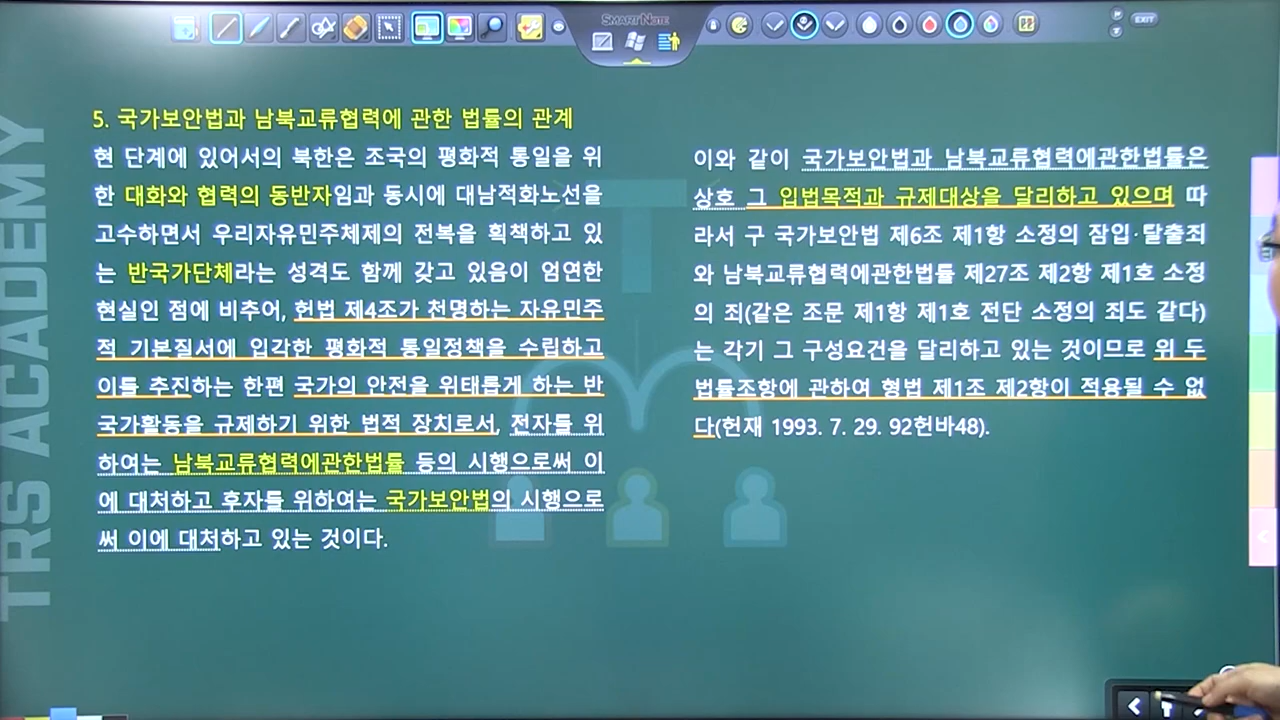 SMART NOTE
EXIT
TRS ACADEMY
5. 국가보안법과 남북교류협력에 관한 법률의 관계
현 단계에 있어서의 북한은 조국의 평화적 통일을 위
한 대화와 협력의 동반자임과 동시에 대남적화노선을
고수하면서 우리자유민주체제의 전복을 획책하고 있
는 반국가단체라는 성격도 함께 갖고 있음이 엄연한
현실인 점에 비추어, 헌법 제4조가 천명하는 자유민주
적 기본질서에 입각한 평화적 통일정책을 수립하고
이를 추진하는 한편 국가의 안전을 위태롭게 하는 반
국가활동을 규제하기 위한 법적 장치로서, 전자를 위
하여는 남북교류협력에관한법률 등의 시행으로써 이
에 대처하고 후자를 위하여는 국가보안법의 시행으로
써 이에 대처하고 있는 것이다.
이와 같이 국가보안법과 남북교류협력에관한법률은
상호 그 입법목적과 규제대상을 달리하고 있으며 따
라서 구 국가보안법 제6조 제1항 소정의 잠입·탈출죄
와 남북교류협력에관한법률 제27조 제2항 제1호 소정
의 죄(같은 조문 제1항 제1호 전단 소정의 죄도 같다)
는 각기 그 구성요건을 달리하고 있는 것이므로 위 두
법률조항에 관하여 형법 제1조 제2항이 적용될 수 없
다(헌재 1993. 7. 29. 92헌바48).